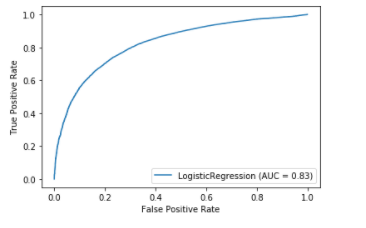 1.0
0.8
0.6
0.4
0.2
0.0
True Positive Rate
LogisticRegression (AUC = 0.83)
0.0 0.2 0.4 0.6 0.8 1.0
False Positive Rate